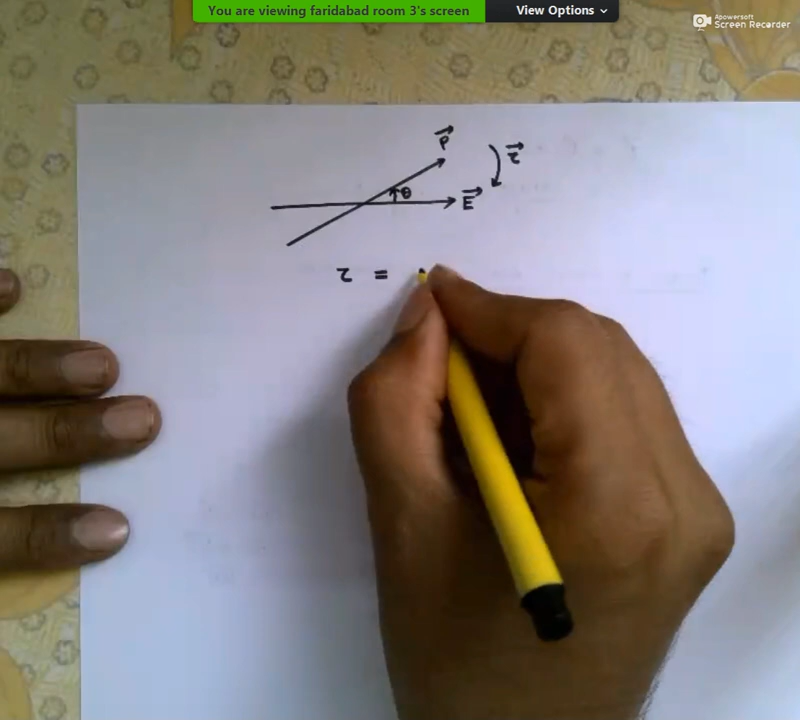 You are viewing faridabad room 3's screen View Options
Apowersoft
Screen Recorder
P⃗
τ⃗
θ
E⃗
τ =